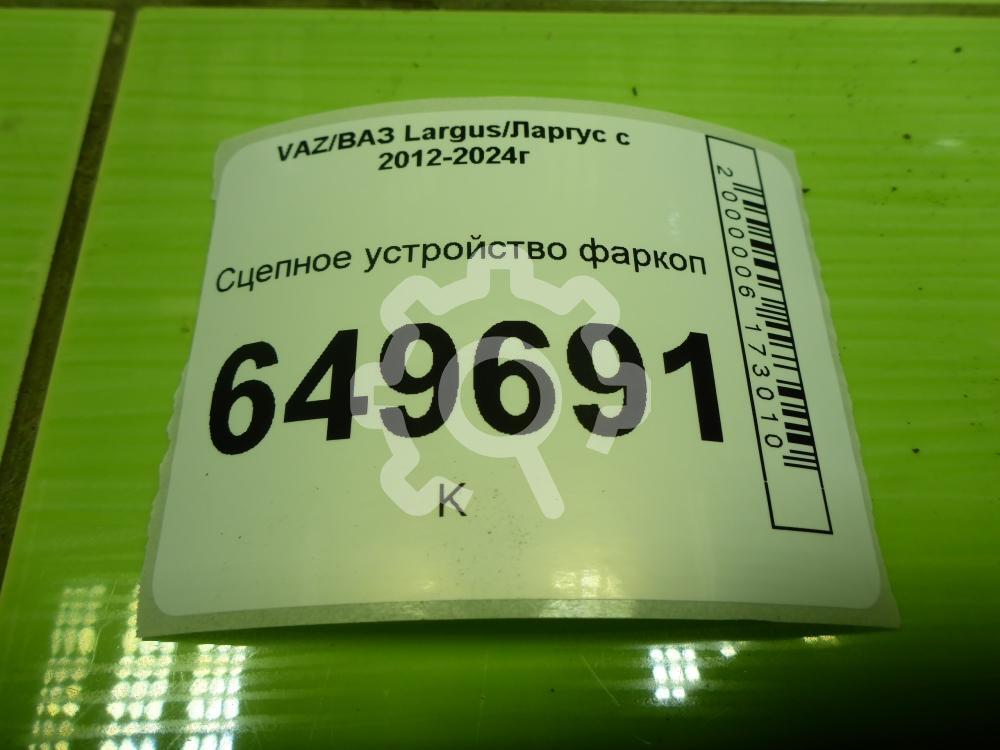 VAZ/ВАЗ Largus/Ларгус с
2012-2024г
Сцепное устройство фаркоп
649691
К
2000006173010